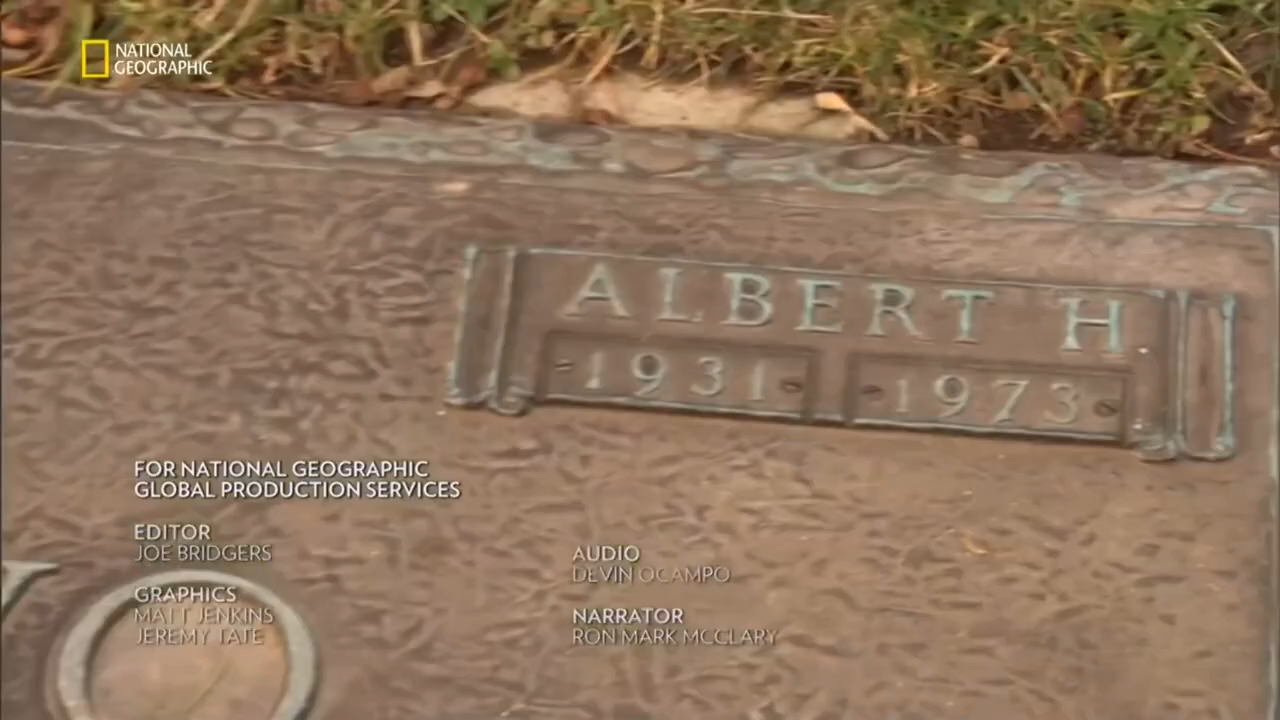 NATIONAL
GEOGRAPHIC
ALBERT H
1931 1973
FOR NATIONAL GEOGRAPHIC
GLOBAL PRODUCTION SERVICES
EDITOR
JOE BRIDGERS
GRAPHICS
MATT JENKINS
JEREMY TATE
AUDIO
DEVIN OCAMPO
NARRATOR
RON MARK MCCLARY
O